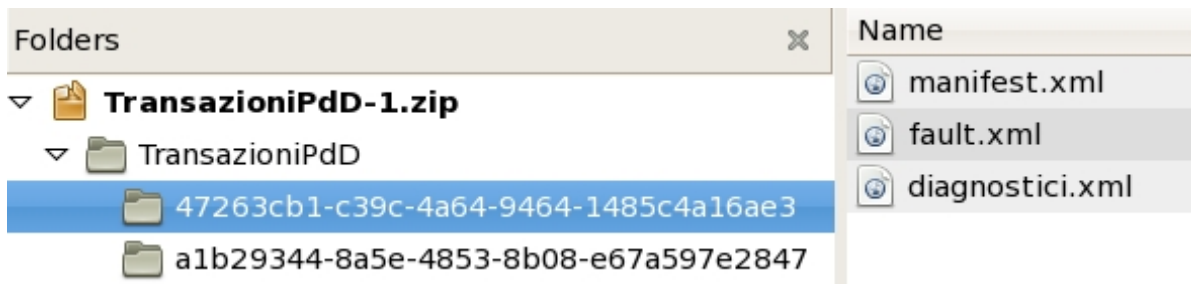 Folders
TransazioniPdD-1.zip
TransazioniPdD
47263cb1-c39c-4a64-9464-1485c4a16ae3
a1b29344-8a5e-4853-8b08-e67a597e2847
Name
manifest.xml
fault.xml
diagnostici.xml